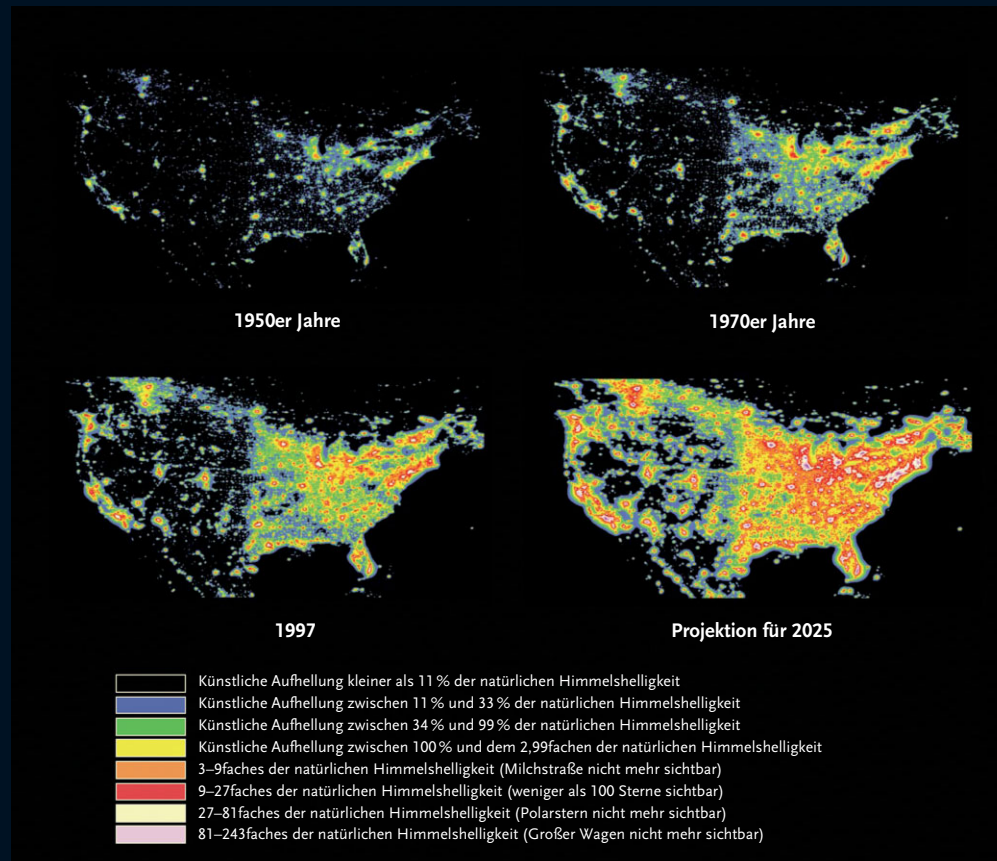 1950er Jahre
1970er Jahre
1997
Projektion für 2025
Künstliche Aufhellung kleiner als 11 % der natürlichen Himmelshelligkeit
Künstliche Aufhellung zwischen 11 % und 33 % der natürlichen Himmelshelligkeit
Künstliche Aufhellung zwischen 34 % und 99 % der natürlichen Himmelshelligkeit
Künstliche Aufhellung zwischen 100 % und dem 2,99fachen der natürlichen Himmelshelligkeit
3–9faches der natürlichen Himmelshelligkeit (Milchstraße nicht mehr sichtbar)
9–27faches der natürlichen Himmelshelligkeit (weniger als 100 Sterne sichtbar)
27–81faches der natürlichen Himmelshelligkeit (Polarstern nicht mehr sichtbar)
81–243faches der natürlichen Himmelshelligkeit (Großer Wagen nicht mehr sichtbar)